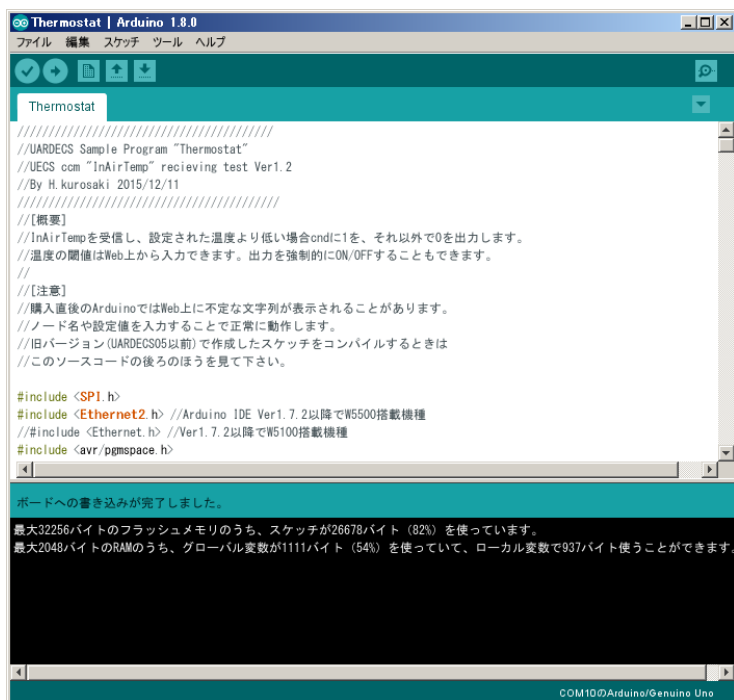 Thermostat | Arduino 1.8.0
ファイル 編集 スケッチ ツール ヘルプ
Thermostat
/////////////////////////////////////////
//UARDECS Sample Program "Thermostat"
//UECS ccm "InAirTemp" recieving test Ver1.2
//By H.kurosaki 2015/12/11
//////////////////////////////////////////
//[概要]
//InAirTempを受信し、設定された温度より低い場合cndに1を、それ以外で0を出力します。
//温度の閾値はWeb上から入力できます。出力を強制的にON/OFFすることもできます。
//
//[注意]
//購入直後のArduinoではWeb上に不定な文字列が表示されることがあります。
//ノード名や設定値を入力することで正常に動作します。
//旧バージョン(UARDECS05以前)で作成したスケッチをコンパイルするときは
//このソースコードの後ろのほうを見て下さい。
#include <SPI.h>
#include <Ethernet2.h> //Arduino IDE Ver1.7.2以降でW5500搭載機種
//#include <Ethernet.h> //Ver1.7.2以降でW5100搭載機種
#include <avr/pgmspace.h>
ボードへの書き込みが完了しました。
最大32256バイトのフラッシュメモリのうち、スケッチが26678バイト（82%）を使っています。
最大2048バイトのRAMのうち、グローバル変数が1111バイト（54%）を使っていて、ローカル変数で937バイト使うことができます。
COM10のArduino/Genuino Uno